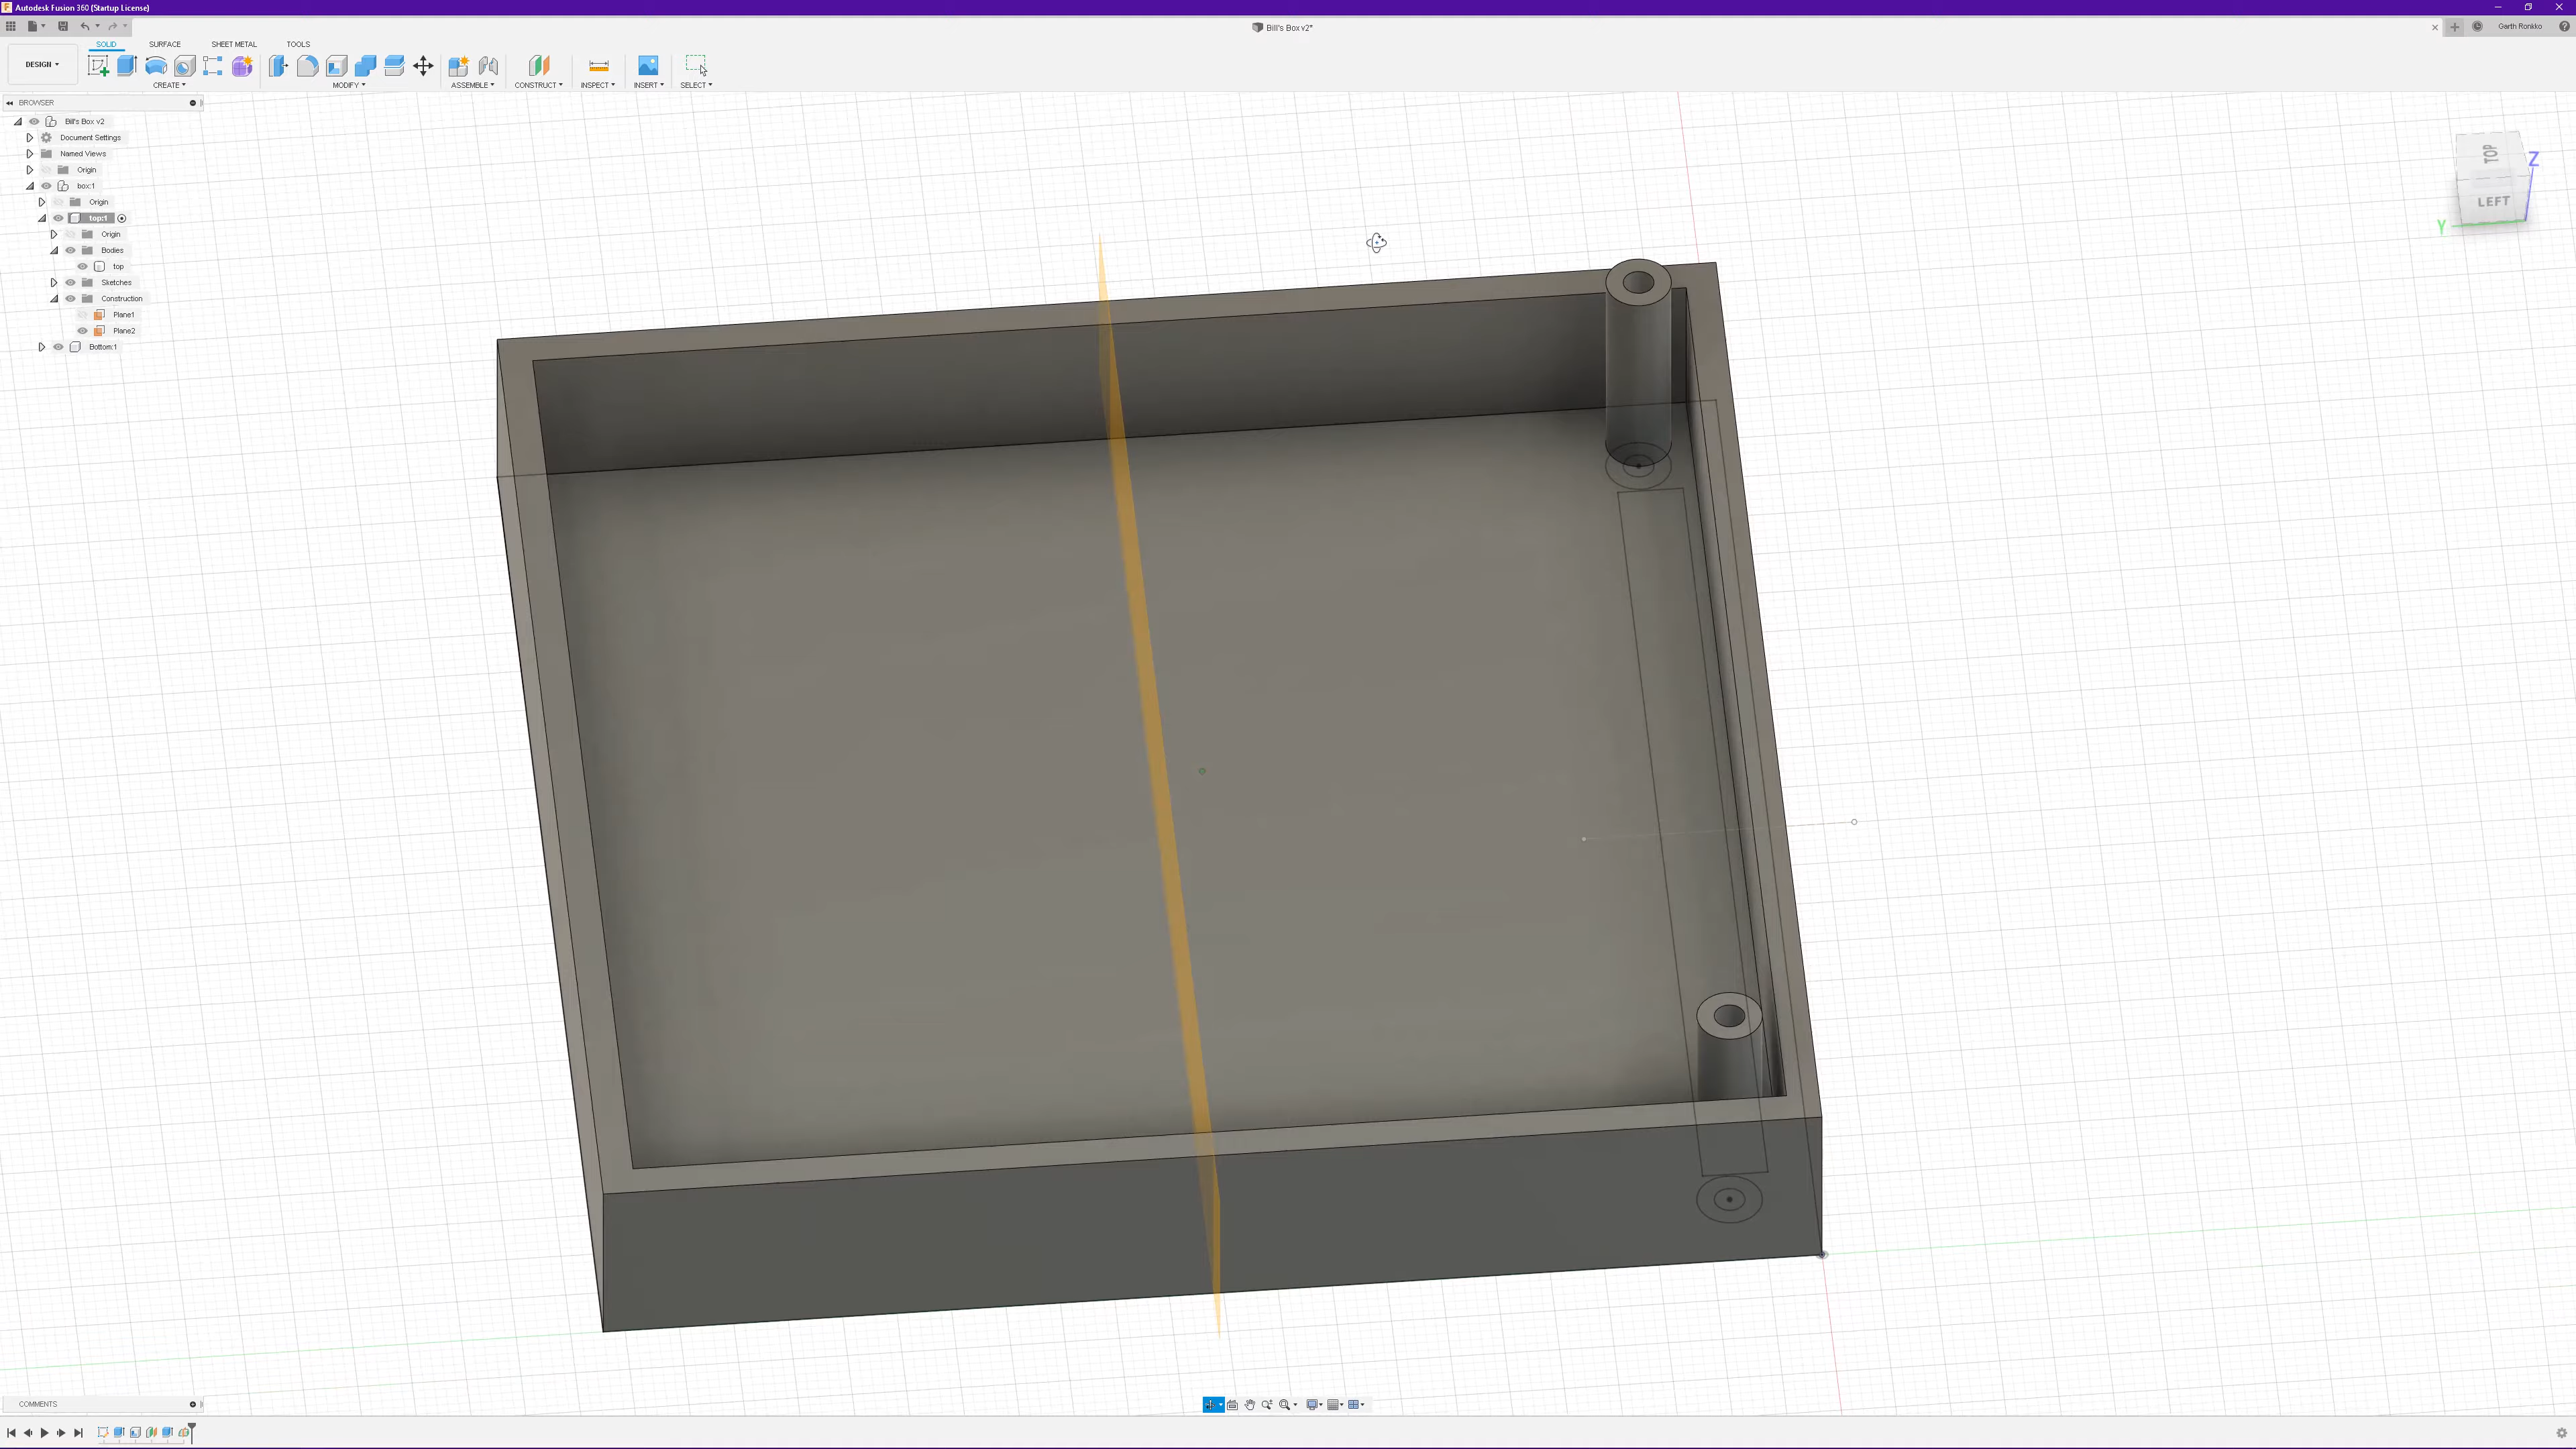 Autodesk Fusion 360 (Startup License)
Bill's Box v2*
Garth Ronkko
SOLID SURFACE SHEET METAL TOOLS
DESIGN
CREATE MODIFY ASSEMBLE CONSTRUCT INSPECT INSERT SELECT
BROWSER
Bill's Box v2
Document Settings
Named Views
Origin
box:1
Origin
top:1
Origin
Bodies
top
Sketches
Construction
Plane1
Plane2
Bottom:1
TOP
LEFT
Z
Y
COMMENTS